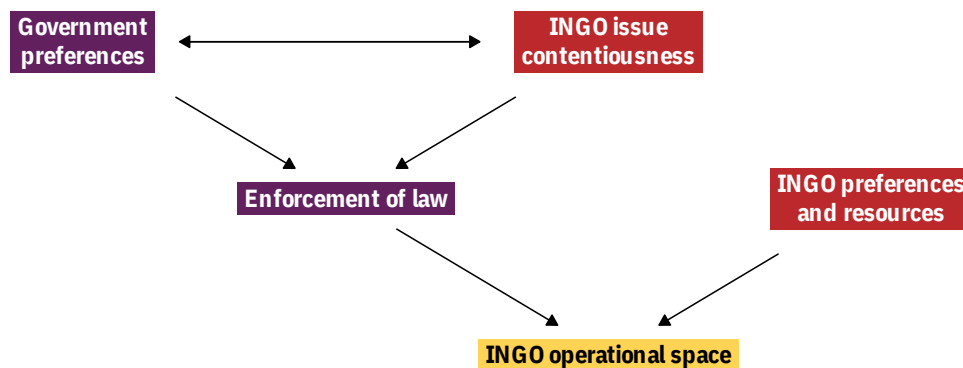 Government
preferences
INGO issue
contentiousness
Enforcement of law
INGO preferences
and resources
INGO operational space